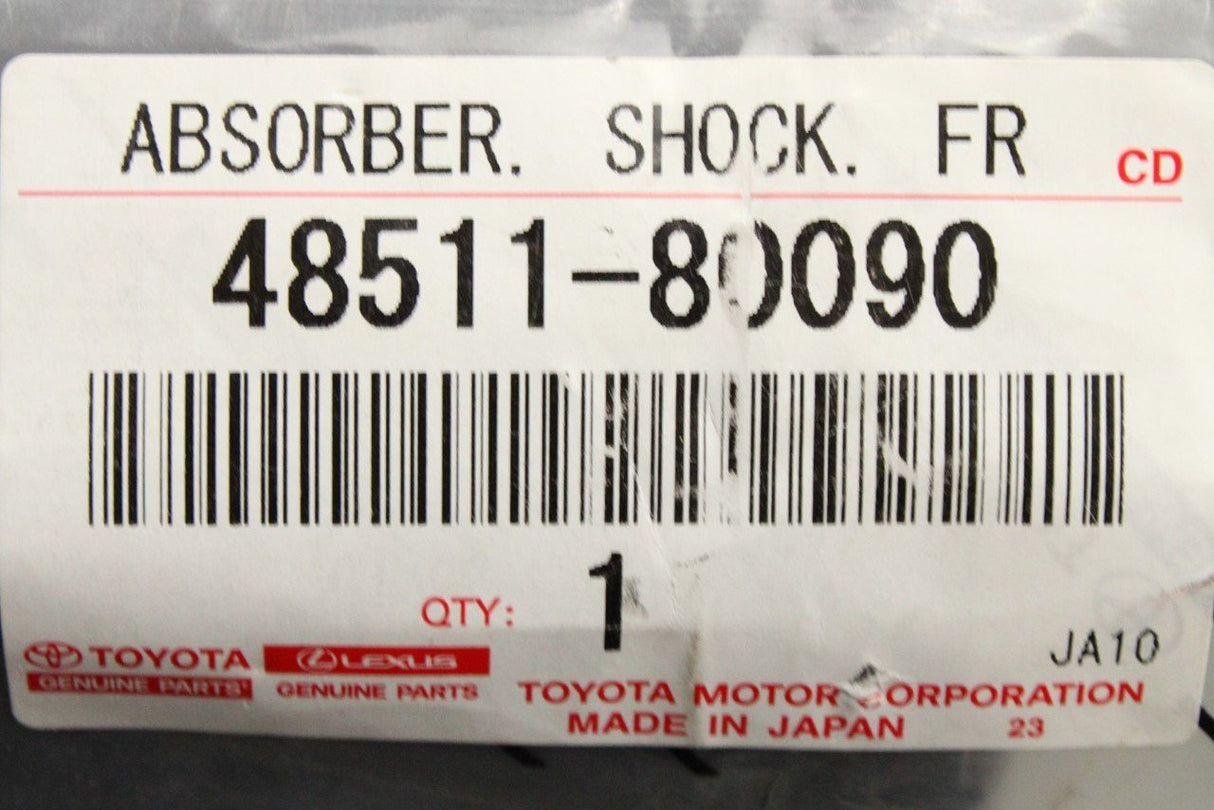 ABSORBER. SHOCK. FR
CD
48511-80090
QTY: 1
JA10
TOYOTA
GENUINE PARTS
LEXUS
GENUINE PARTS
TOYOTA MOTOR CORPORATION
MADE IN JAPAN 23